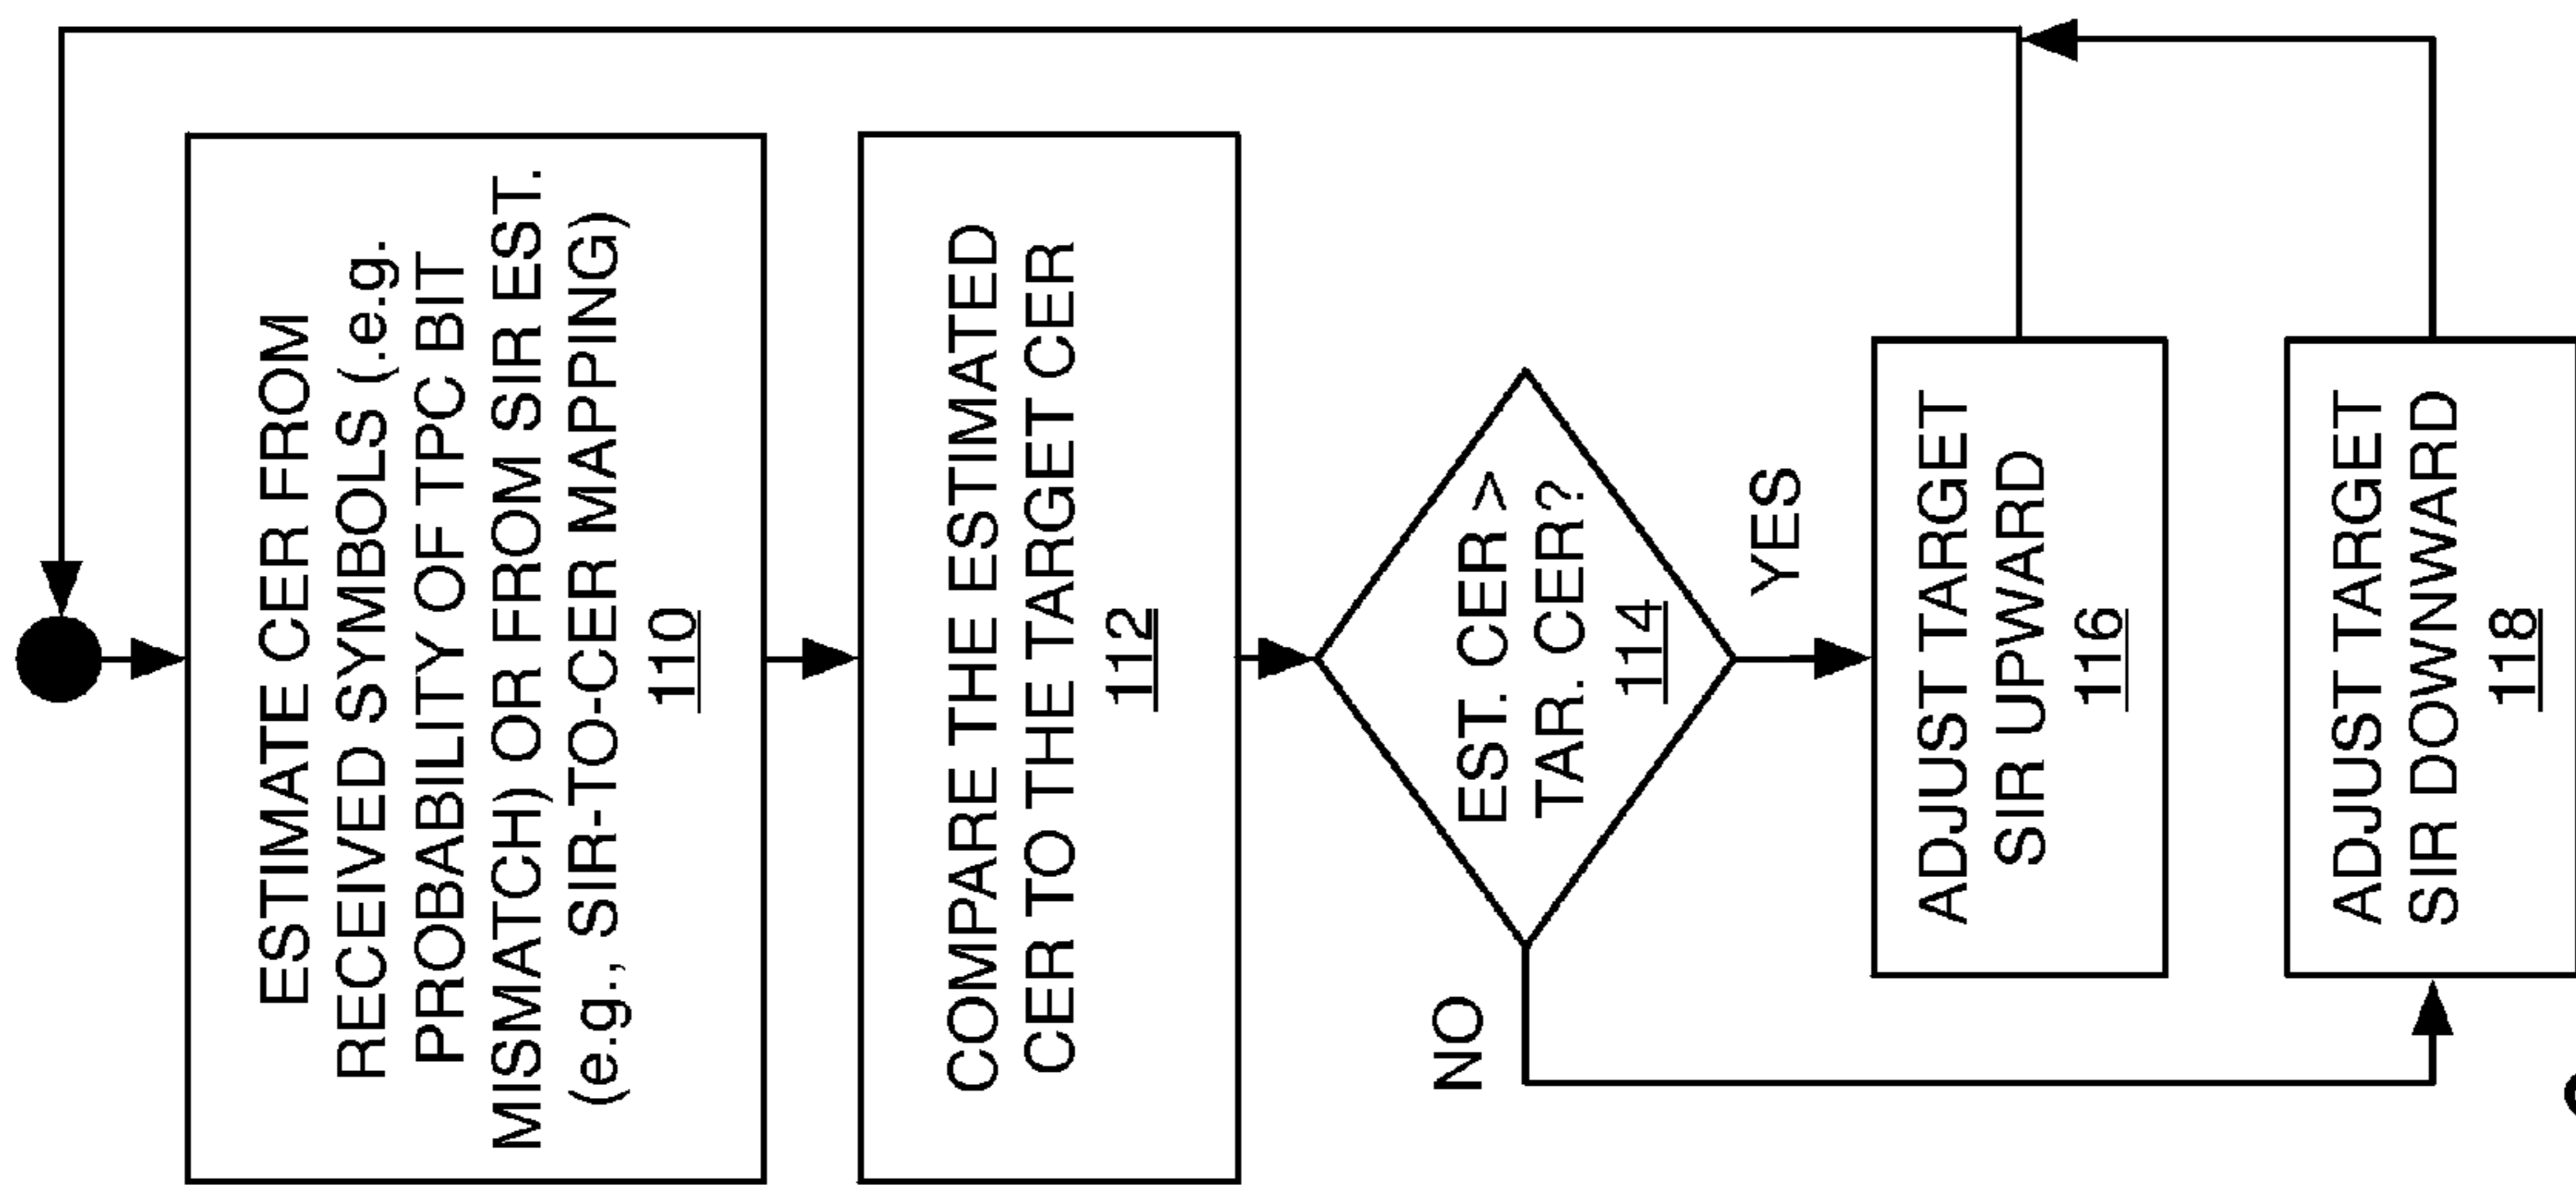 ESTIMATE CER FROM
RECEIVED SYMBOLS (.e.g.
PROBABILITY OF TPC BIT
MISMATCH) OR FROM SIR EST.
(e.g., SIR-TO-CER MAPPING)
110
COMPARE THE ESTIMATED
CER TO THE TARGET CER
112
EST. CER >
TAR. CER?
114
YES
NO
ADJUST TARGET
SIR UPWARD
116
ADJUST TARGET
SIR DOWNWARD
118